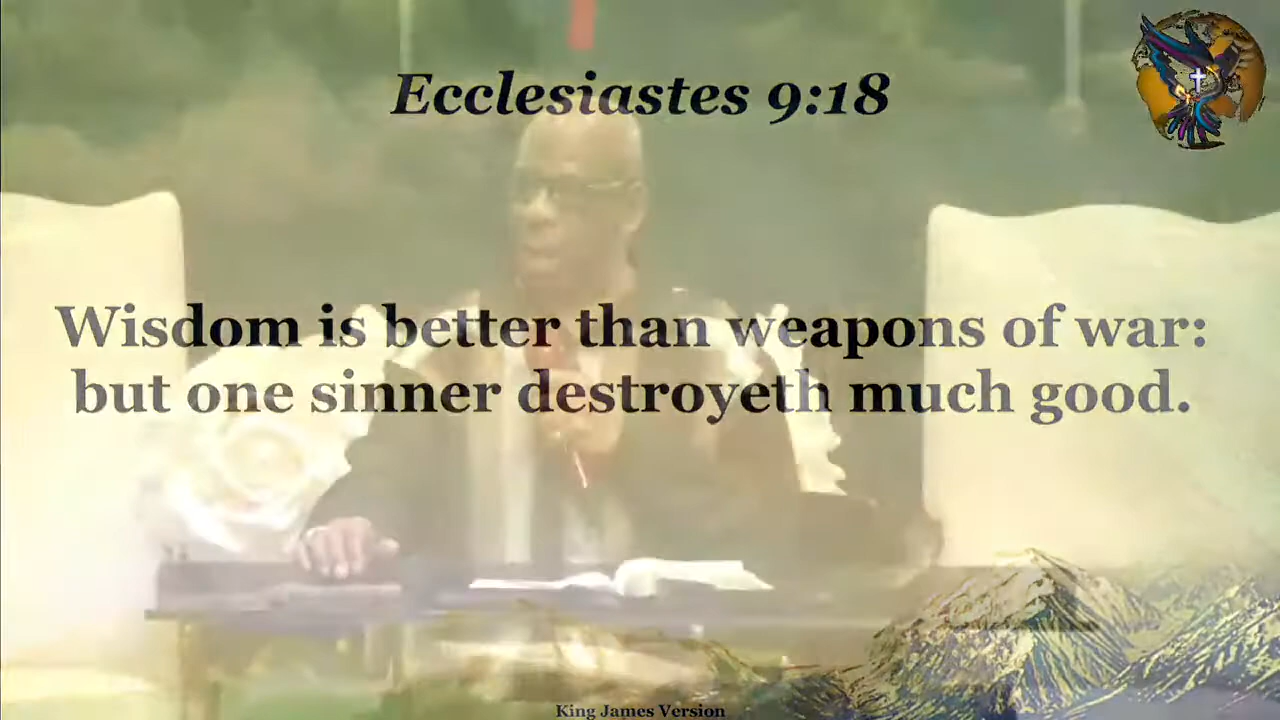 Ecclesiastes 9:18
Wisdom is better than weapons of war:
but one sinner destroyeth much good.
King James Version